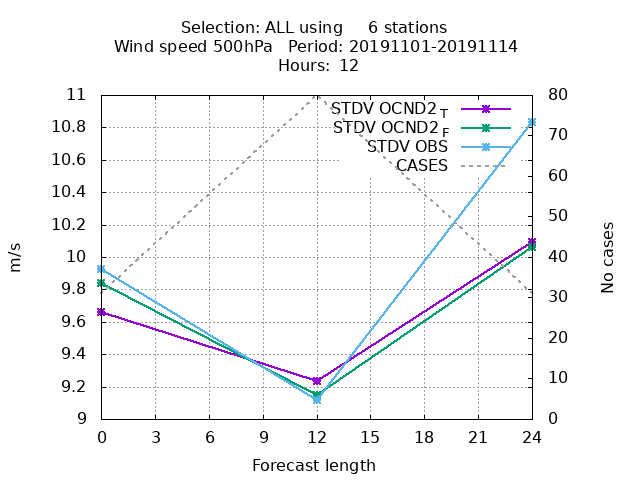 Selection: ALL using     6 stations
Wind speed 500hPa   Period: 20191101-20191114
Hours: 12
11
10.8
10.6
10.4
10.2
10
9.8
9.6
9.4
9.2
9
m/s
STDV OCND2_T
STDV OCND2_F
STDV OBS
CASES
80
70
60
50
40
30
20
10
0
No cases
0 3 6 9 12 15 18 21 24
Forecast length